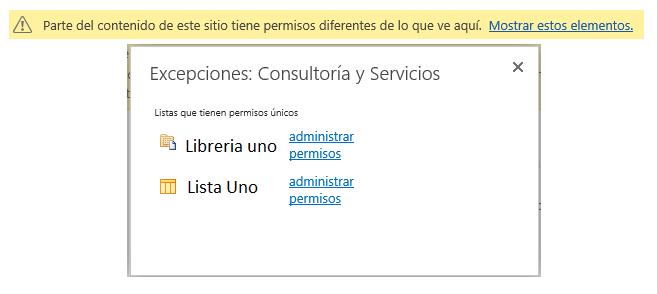 Parte del contenido de este sitio tiene permisos diferentes de lo que ve aquí. Mostrar estos elementos.
Excepciones: Consultoría y Servicios
Listas que tienen permisos únicos
Libreria uno administrar
permisos
Lista Uno administrar
permisos